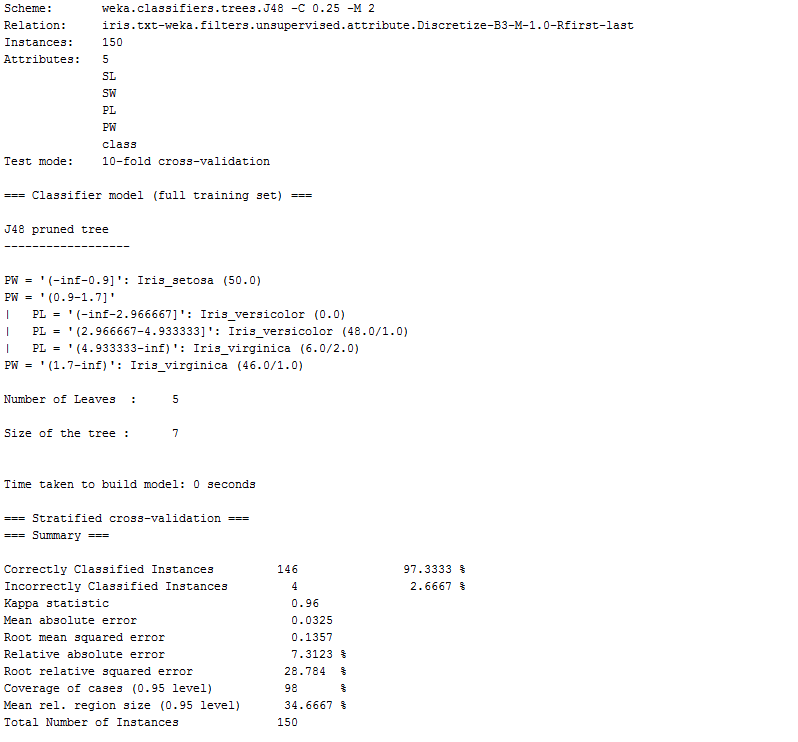 Scheme:       weka.classifiers.trees.J48 -C 0.25 -M 2
Relation:     iris.txt-weka.filters.unsupervised.attribute.Discretize-B3-M-1.0-Rfirst-last
Instances:    150
Attributes:   5
              SL
              SW
              PL
              PW
              class
Test mode:    10-fold cross-validation

=== Classifier model (full training set) ===

J48 pruned tree
------------------

PW = '(-inf-0.9]': Iris_setosa (50.0)
PW = '(0.9-1.7]'
|   PL = '(-inf-2.966667]': Iris_versicolor (0.0)
|   PL = '(2.966667-4.933333]': Iris_versicolor (48.0/1.0)
|   PL = '(4.933333-inf)': Iris_virginica (6.0/2.0)
PW = '(1.7-inf)': Iris_virginica (46.0/1.0)

Number of Leaves  :     5

Size of the tree :      7


Time taken to build model: 0 seconds

=== Stratified cross-validation ===
=== Summary ===

Correctly Classified Instances         146               97.3333 %
Incorrectly Classified Instances         4                2.6667 %
Kappa statistic                          0.96
Mean absolute error                      0.0325
Root mean squared error                  0.1357
Relative absolute error                  7.3123 %
Root relative squared error             28.784  %
Coverage of cases (0.95 level)          98      %
Mean rel. region size (0.95 level)      34.6667 %
Total Number of Instances              150